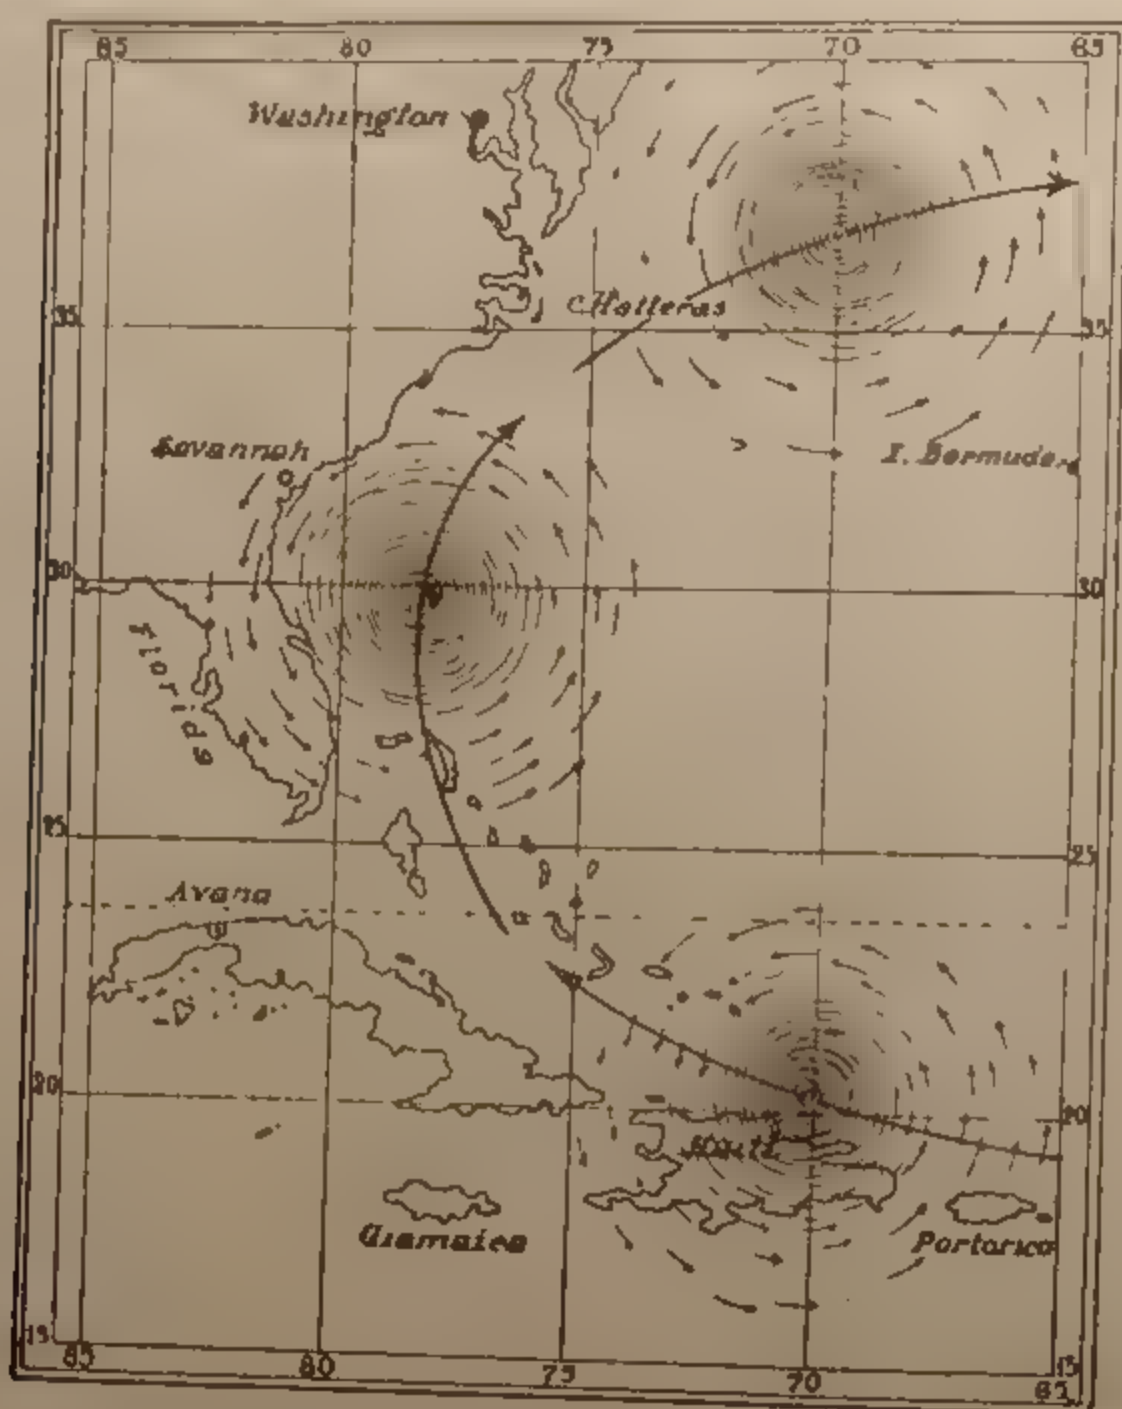 85 80 75 70 65
Washington
C. Hatteras
35 35
Savannah
I. Bermude
30 30
Florida
25 25
Avana
20 20
Haiti
Giamaica
Portorico
15 15
85 80 75 70 65